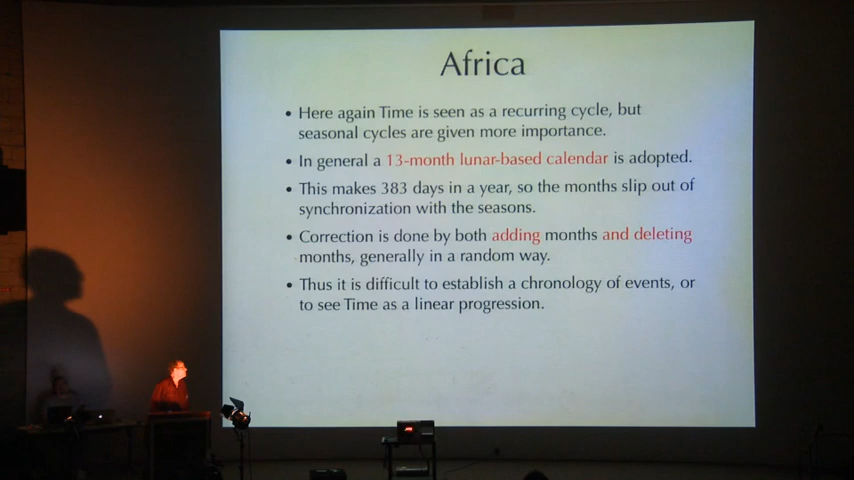 Africa
• Here again Time is seen as a recurring cycle, but
seasonal cycles are given more importance.
• In general a 13-month lunar-based calendar is adopted.
• This makes 383 days in a year, so the months slip out of
synchronization with the seasons.
• Correction is done by both adding months and deleting
months, generally in a random way.
• Thus it is difficult to establish a chronology of events, or
to see Time as a linear progression.